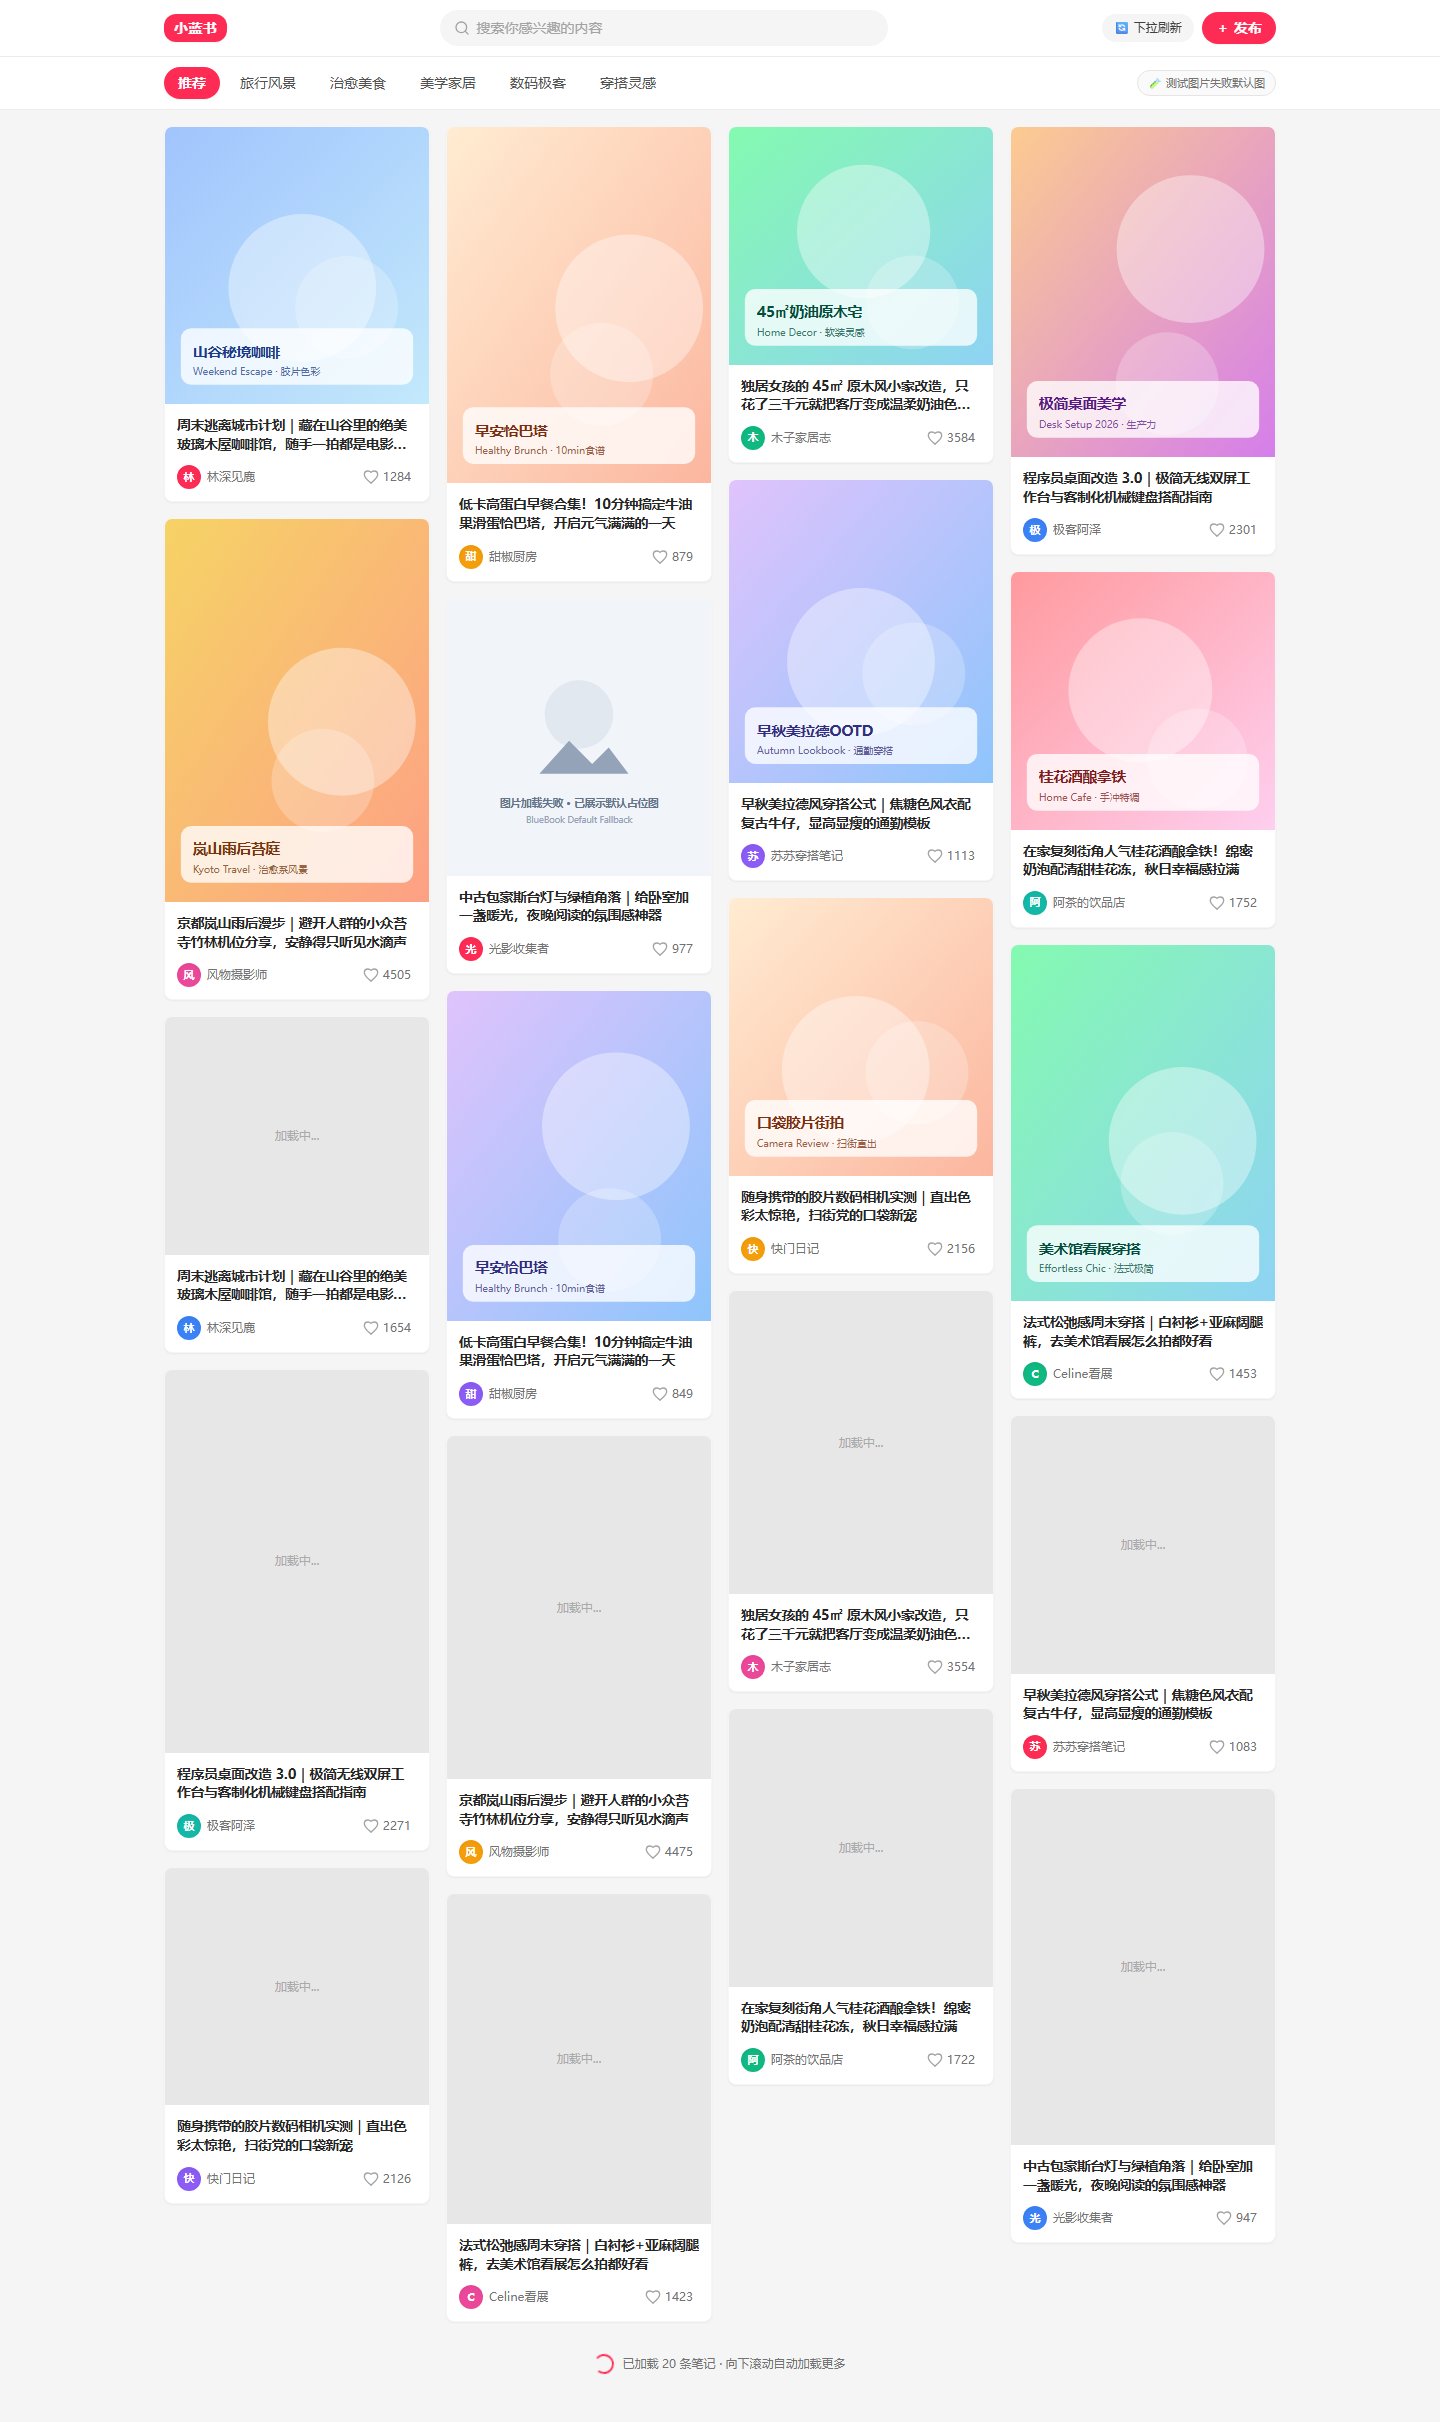 小蓝书
搜索你感兴趣的内容
下拉刷新
+ 发布
推荐
旅行风景
治愈美食
美学家居
数码极客
穿搭灵感
测试图片失败默认图
山谷秘境咖啡
Weekend Escape · 胶片色彩
周末逃离城市计划｜藏在山谷里的绝美
玻璃木屋咖啡馆，随手一拍都是电影...
林
林深见鹿
1284
岚山雨后苔庭
Kyoto Travel · 治愈系风景
京都岚山雨后漫步｜避开人群的小众苔
寺竹林机位分享，安静得只听见水滴声
风
风物摄影师
4505
加载中...
周末逃离城市计划｜藏在山谷里的绝美
玻璃木屋咖啡馆，随手一拍都是电影...
林
林深见鹿
1654
加载中...
程序员桌面改造 3.0｜极简无线双屏工
作台与客制化机械键盘搭配指南
极
极客阿泽
2271
加载中...
随身携带的胶片数码相机实测｜直出色
彩太惊艳，扫街党的口袋新宠
快
快门日记
2126
早安恰巴塔
Healthy Brunch · 10min食谱
低卡高蛋白早餐合集！10分钟搞定牛油
果滑蛋恰巴塔，开启元气满满的一天
甜
甜椒厨房
879
图片加载失败 • 已展示默认占位图
BlueBook Default Fallback
中古包豪斯台灯与绿植角落｜给卧室加
一盏暖光，夜晚阅读的氛围感神器
光
光影收集者
977
早安恰巴塔
Healthy Brunch · 10min食谱
低卡高蛋白早餐合集！10分钟搞定牛油
果滑蛋恰巴塔，开启元气满满的一天
甜
甜椒厨房
849
加载中...
京都岚山雨后漫步｜避开人群的小众苔
寺竹林机位分享，安静得只听见水滴声
风
风物摄影师
4475
加载中...
法式松弛感周末穿搭｜白衬衫+亚麻阔腿
裤，去美术馆看展怎么拍都好看
C
Celine看展
1423
45㎡奶油原木宅
Home Decor · 软装灵感
独居女孩的 45㎡ 原木风小家改造，只
花了三千元就把客厅变成温柔奶油色...
木
木子家居志
3584
早秋美拉德OOTD
Autumn Lookbook · 通勤穿搭
早秋美拉德风穿搭公式｜焦糖色风衣配
复古牛仔，显高显瘦的通勤模板
苏
苏苏穿搭笔记
1113
口袋胶片街拍
Camera Review · 扫街直出
随身携带的胶片数码相机实测｜直出色
彩太惊艳，扫街党的口袋新宠
快
快门日记
2156
加载中...
独居女孩的 45㎡ 原木风小家改造，只
花了三千元就把客厅变成温柔奶油色...
木
木子家居志
3554
加载中...
在家复刻街角人气桂花酒酿拿铁！绵密
奶泡配清甜桂花冻，秋日幸福感拉满
阿
阿茶的饮品店
1722
极简桌面美学
Desk Setup 2026 · 生产力
程序员桌面改造 3.0｜极简无线双屏工
作台与客制化机械键盘搭配指南
极
极客阿泽
2301
桂花酒酿拿铁
Home Cafe · 手冲特调
在家复刻街角人气桂花酒酿拿铁！绵密
奶泡配清甜桂花冻，秋日幸福感拉满
阿
阿茶的饮品店
1752
美术馆看展穿搭
Effortless Chic · 法式极简
法式松弛感周末穿搭｜白衬衫+亚麻阔腿
裤，去美术馆看展怎么拍都好看
C
Celine看展
1453
加载中...
早秋美拉德风穿搭公式｜焦糖色风衣配
复古牛仔，显高显瘦的通勤模板
苏
苏苏穿搭笔记
1083
加载中...
中古包豪斯台灯与绿植角落｜给卧室加
一盏暖光，夜晚阅读的氛围感神器
光
光影收集者
947
已加载 20 条笔记 · 向下滚动自动加载更多